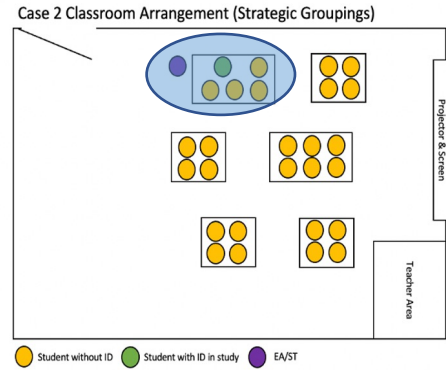 Case 2 Classroom Arrangement (Strategic Groupings)
Projector & Screen
Teacher Area
Student without ID
Student with ID in study
EA/ST